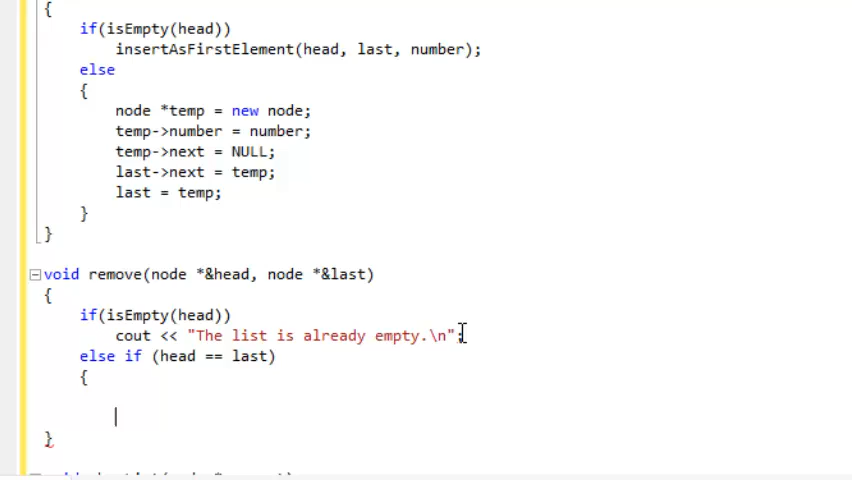 {
if(isEmpty(head))
insertAsFirstElement(head, last, number);
else
{
node *temp = new node;
temp->number = number;
temp->next = NULL;
last->next = temp;
last = temp;
}
}
void remove(node *&head, node *&last)
{
if(isEmpty(head))
cout << "The list is already empty.\n";
else if (head == last)
{
}